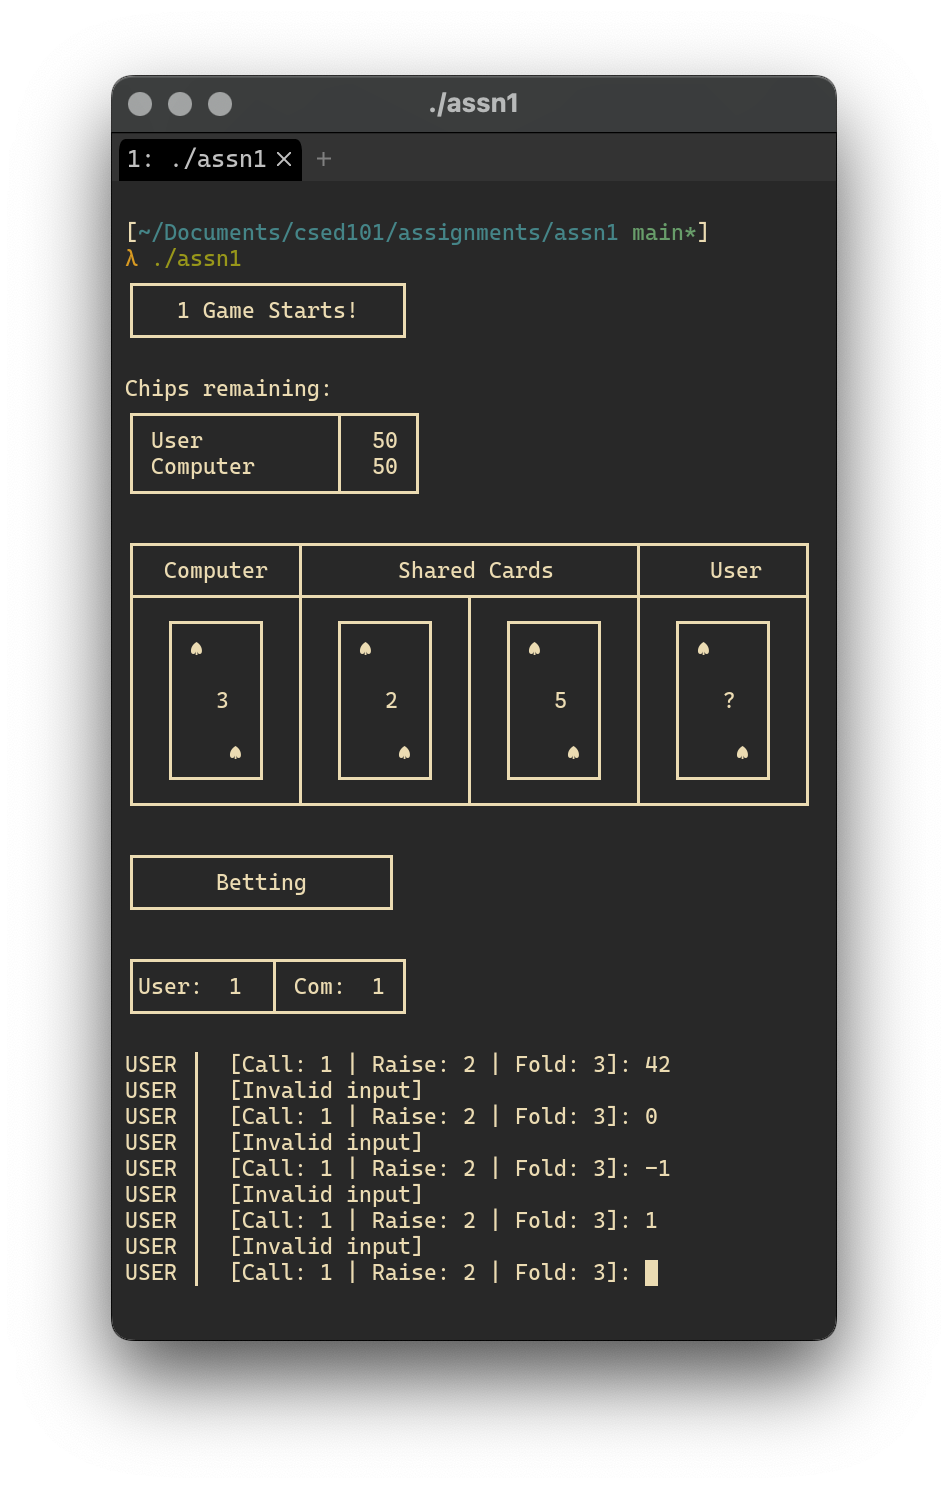 ./assn1
1: ./assn1 × +
[~/Documents/csed101/assignments/assn1 main*]
λ ./assn1
1 Game Starts!
Chips remaining:
User 50
Computer 50
Computer Shared Cards User
♠ ♠ ♠ ♠
3 2 5 ?
♠ ♠ ♠ ♠
Betting
User: 1 Com: 1
USER | [Call: 1 | Raise: 2 | Fold: 3]: 42
USER | [Invalid input]
USER | [Call: 1 | Raise: 2 | Fold: 3]: 0
USER | [Invalid input]
USER | [Call: 1 | Raise: 2 | Fold: 3]: -1
USER | [Invalid input]
USER | [Call: 1 | Raise: 2 | Fold: 3]: 1
USER | [Invalid input]
USER | [Call: 1 | Raise: 2 | Fold: 3]: